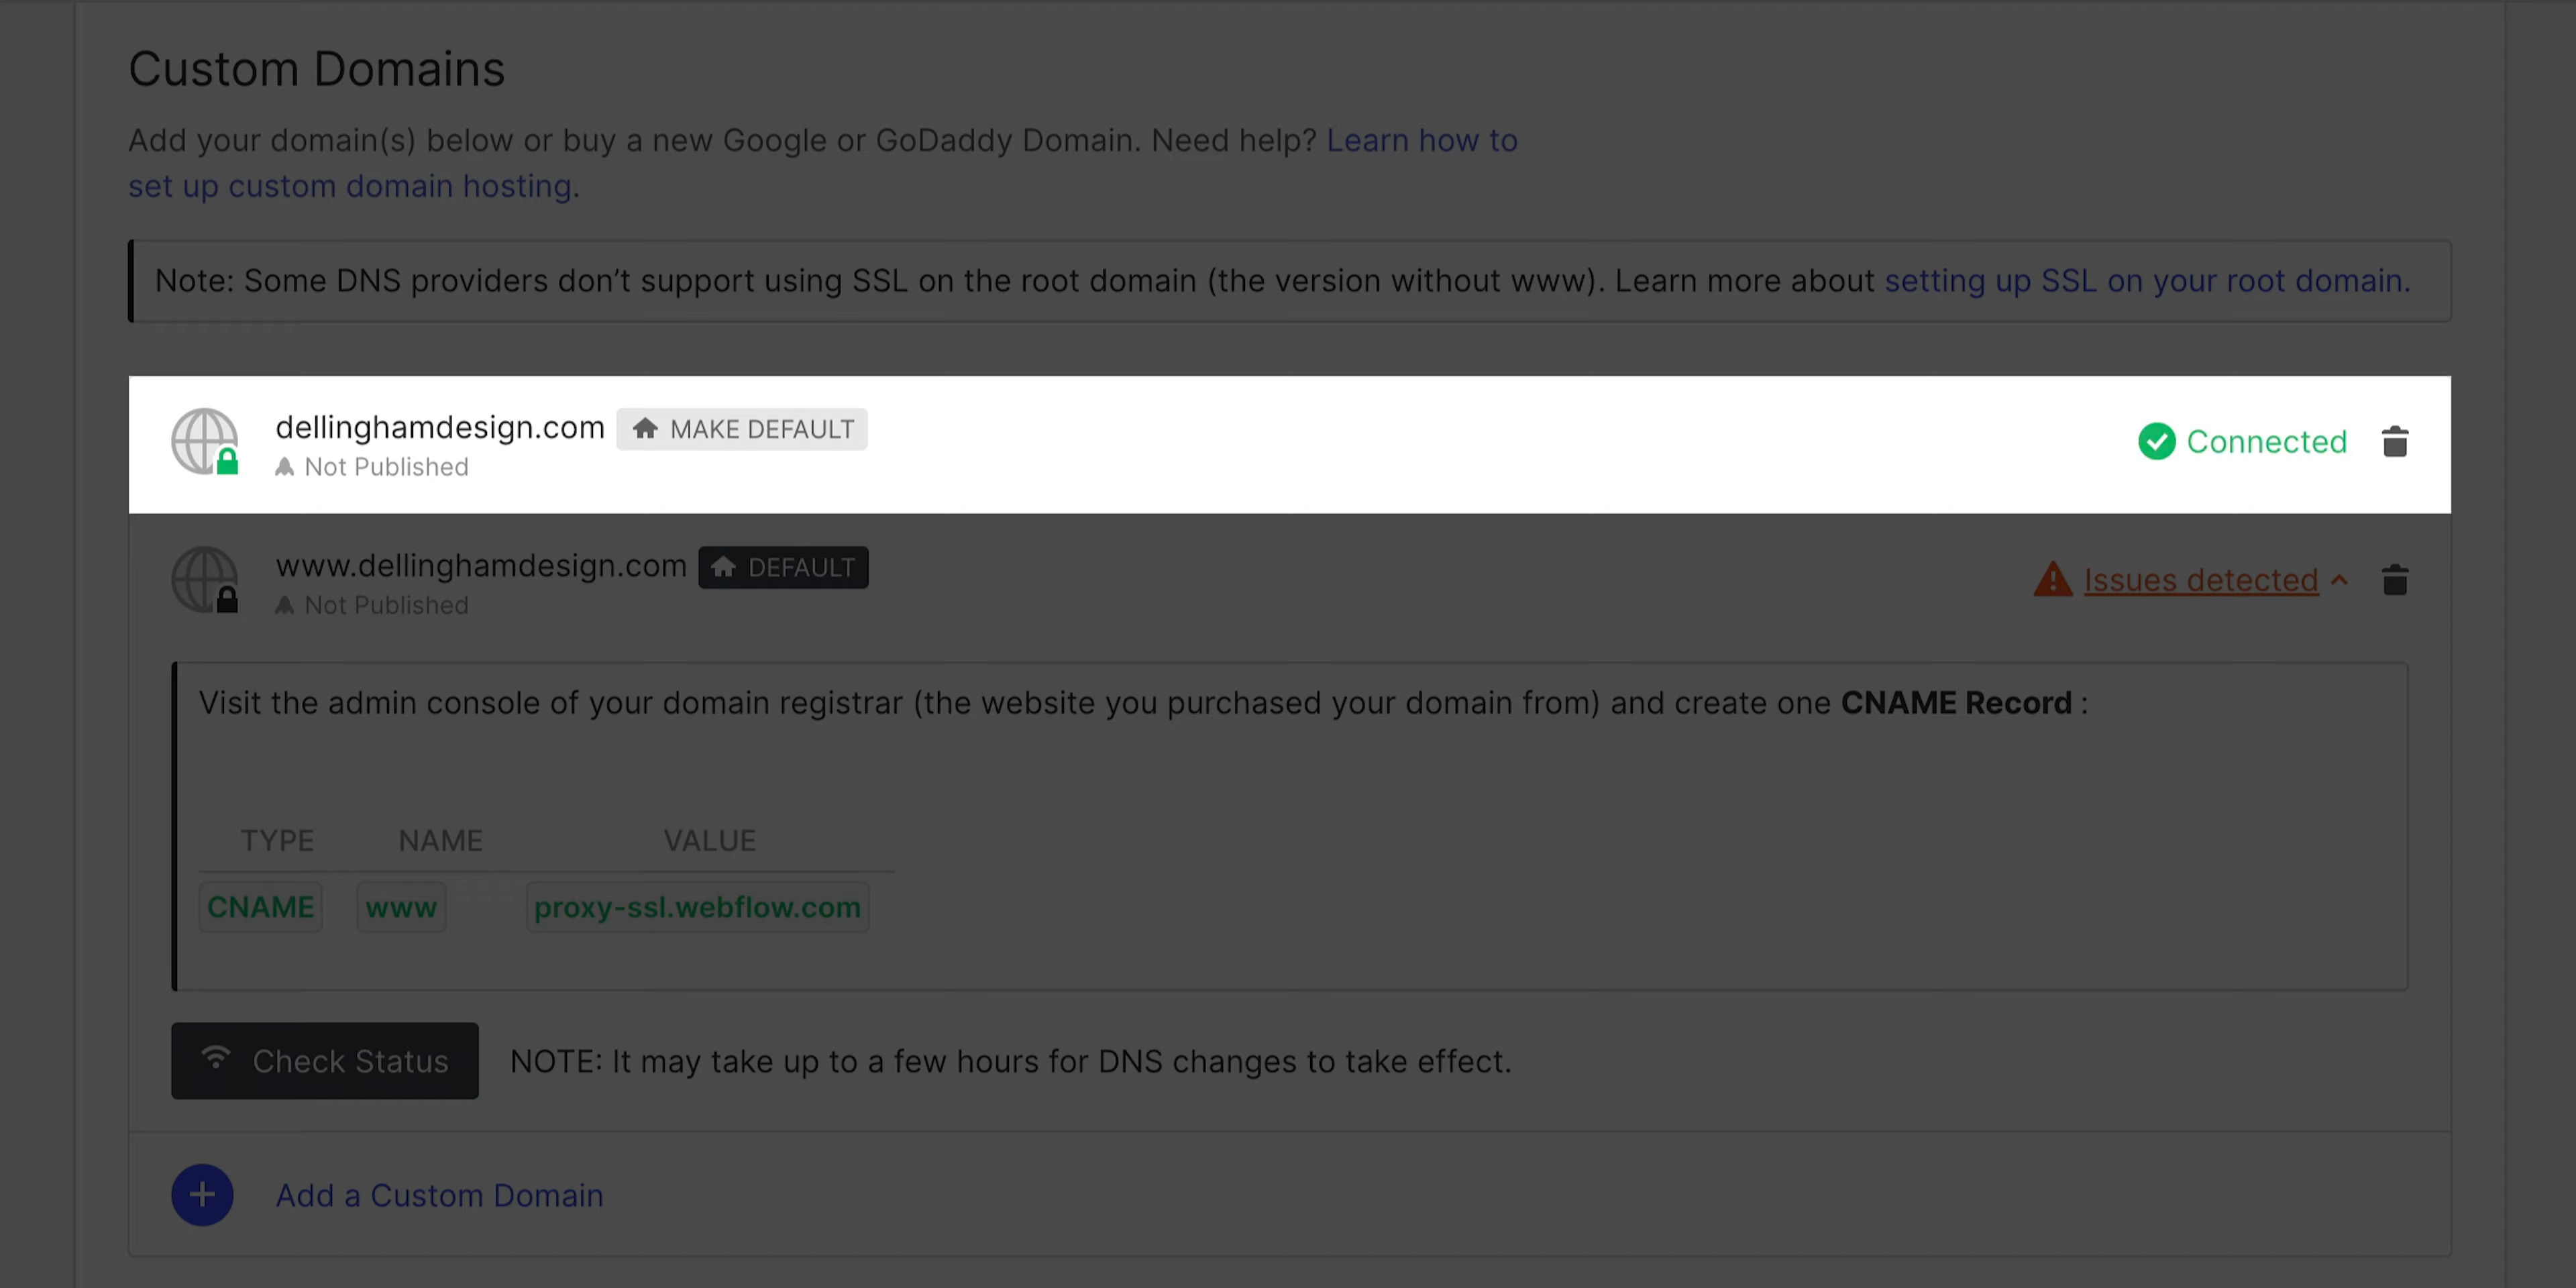 Custom Domains
Add your domain(s) below or buy a new Google or GoDaddy Domain. Need help? Learn how to
set up custom domain hosting.
Note: Some DNS providers don’t support using SSL on the root domain (the version without www). Learn more about setting up SSL on your root domain.
dellinghamdesign.com MAKE DEFAULT
Not Published
Connected
www.dellinghamdesign.com DEFAULT
Not Published
Issues detected
Visit the admin console of your domain registrar (the website you purchased your domain from) and create one CNAME Record :
TYPE NAME VALUE
CNAME www proxy-ssl.webflow.com
Check Status NOTE: It may take up to a few hours for DNS changes to take effect.
Add a Custom Domain